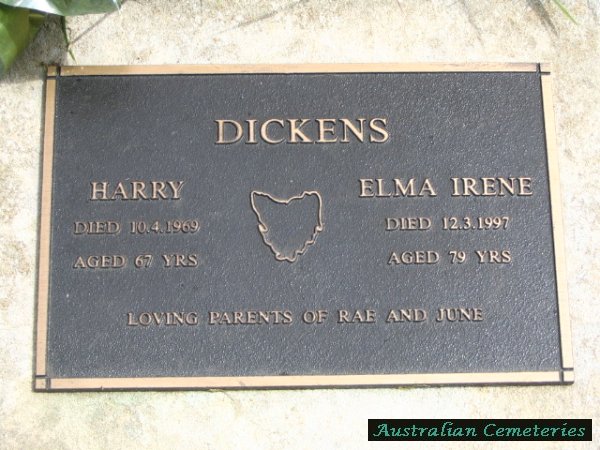 DICKENS
HARRY
DIED 10.4.1969
AGED 67 YRS
ELMA IRENE
DIED 12.3.1997
AGED 79 YRS
LOVING PARENTS OF RAE AND JUNE
Australian Cemeteries